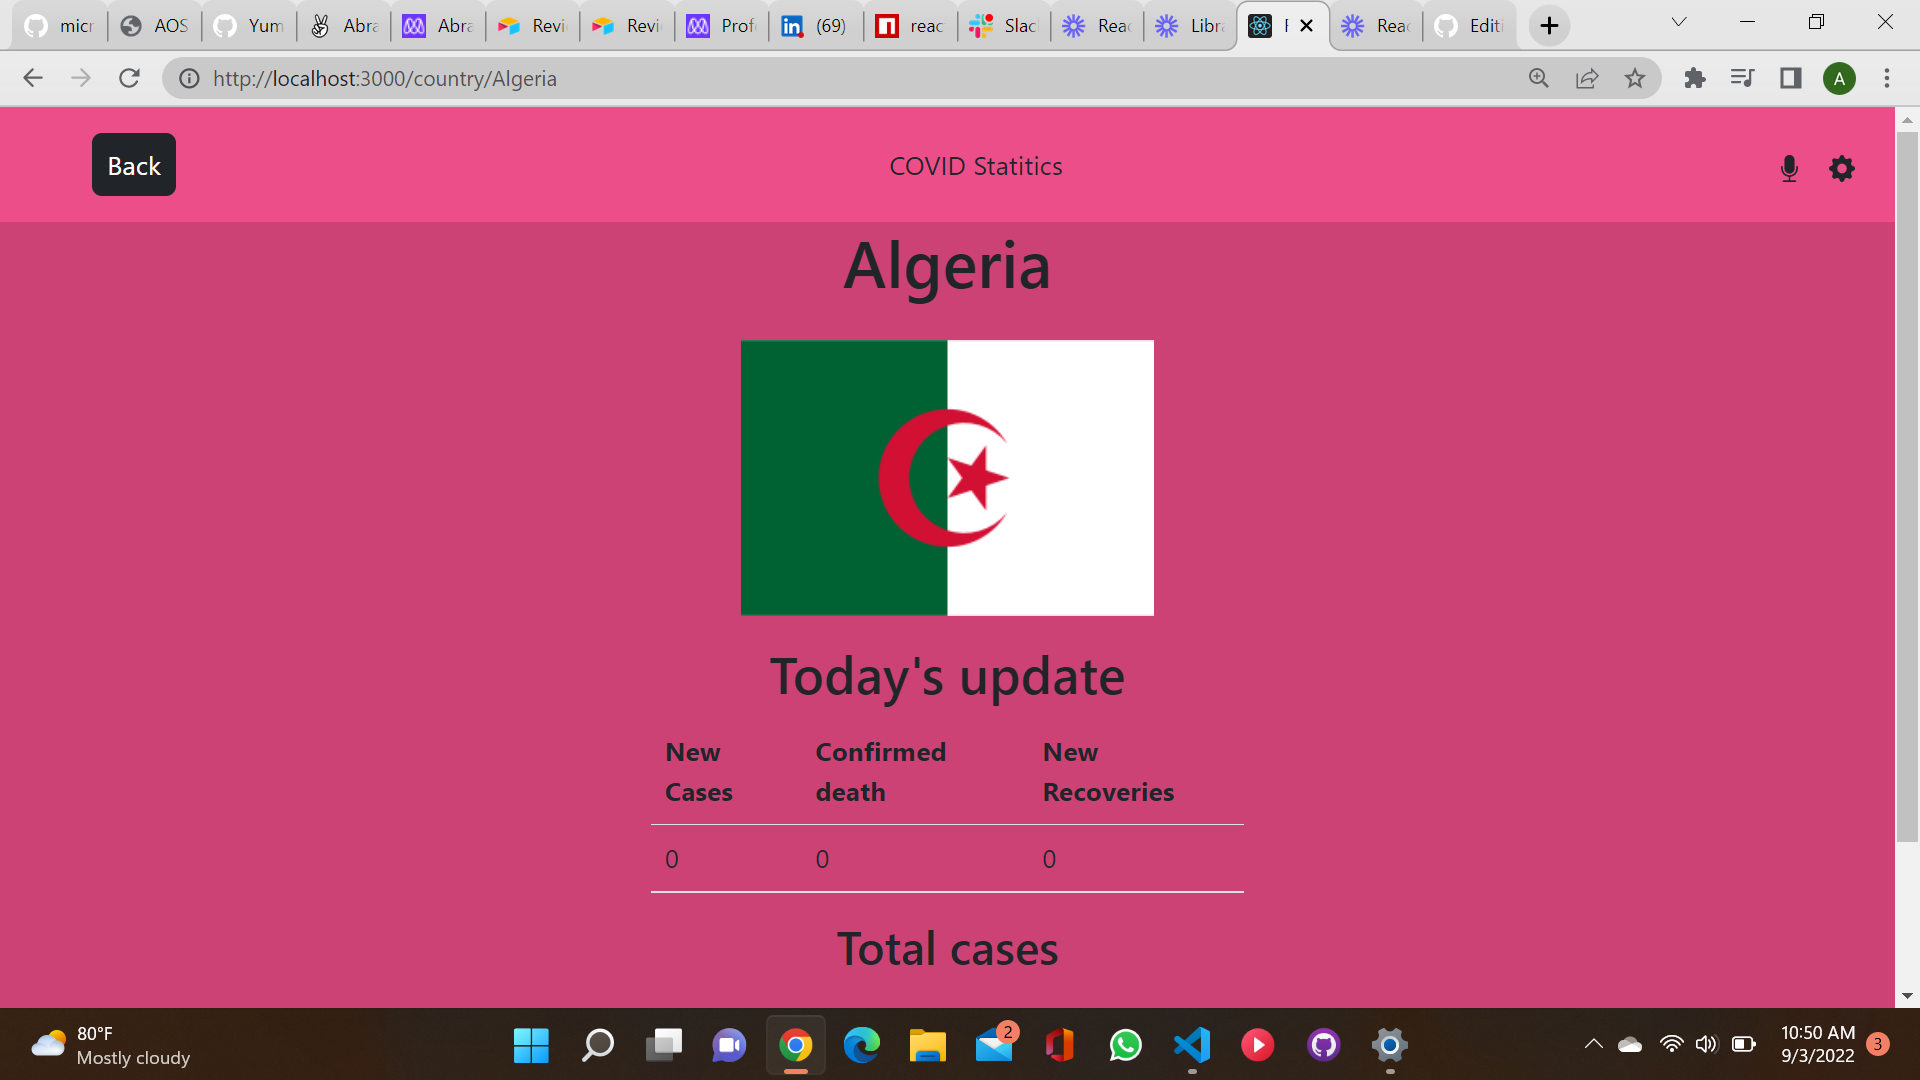 micr
AOS
Yum
Abra
Abra
Revi
Revi
Prof
(69)
reac
Slac
Reac
Libra
Reac
Editi
http://localhost:3000/country/Algeria
A
Back
COVID Statitics
Algeria
Today's update
New Cases
Confirmed death
New Recoveries
0 0 0
Total cases
80°F
Mostly cloudy
2
10:50 AM
9/3/2022
3